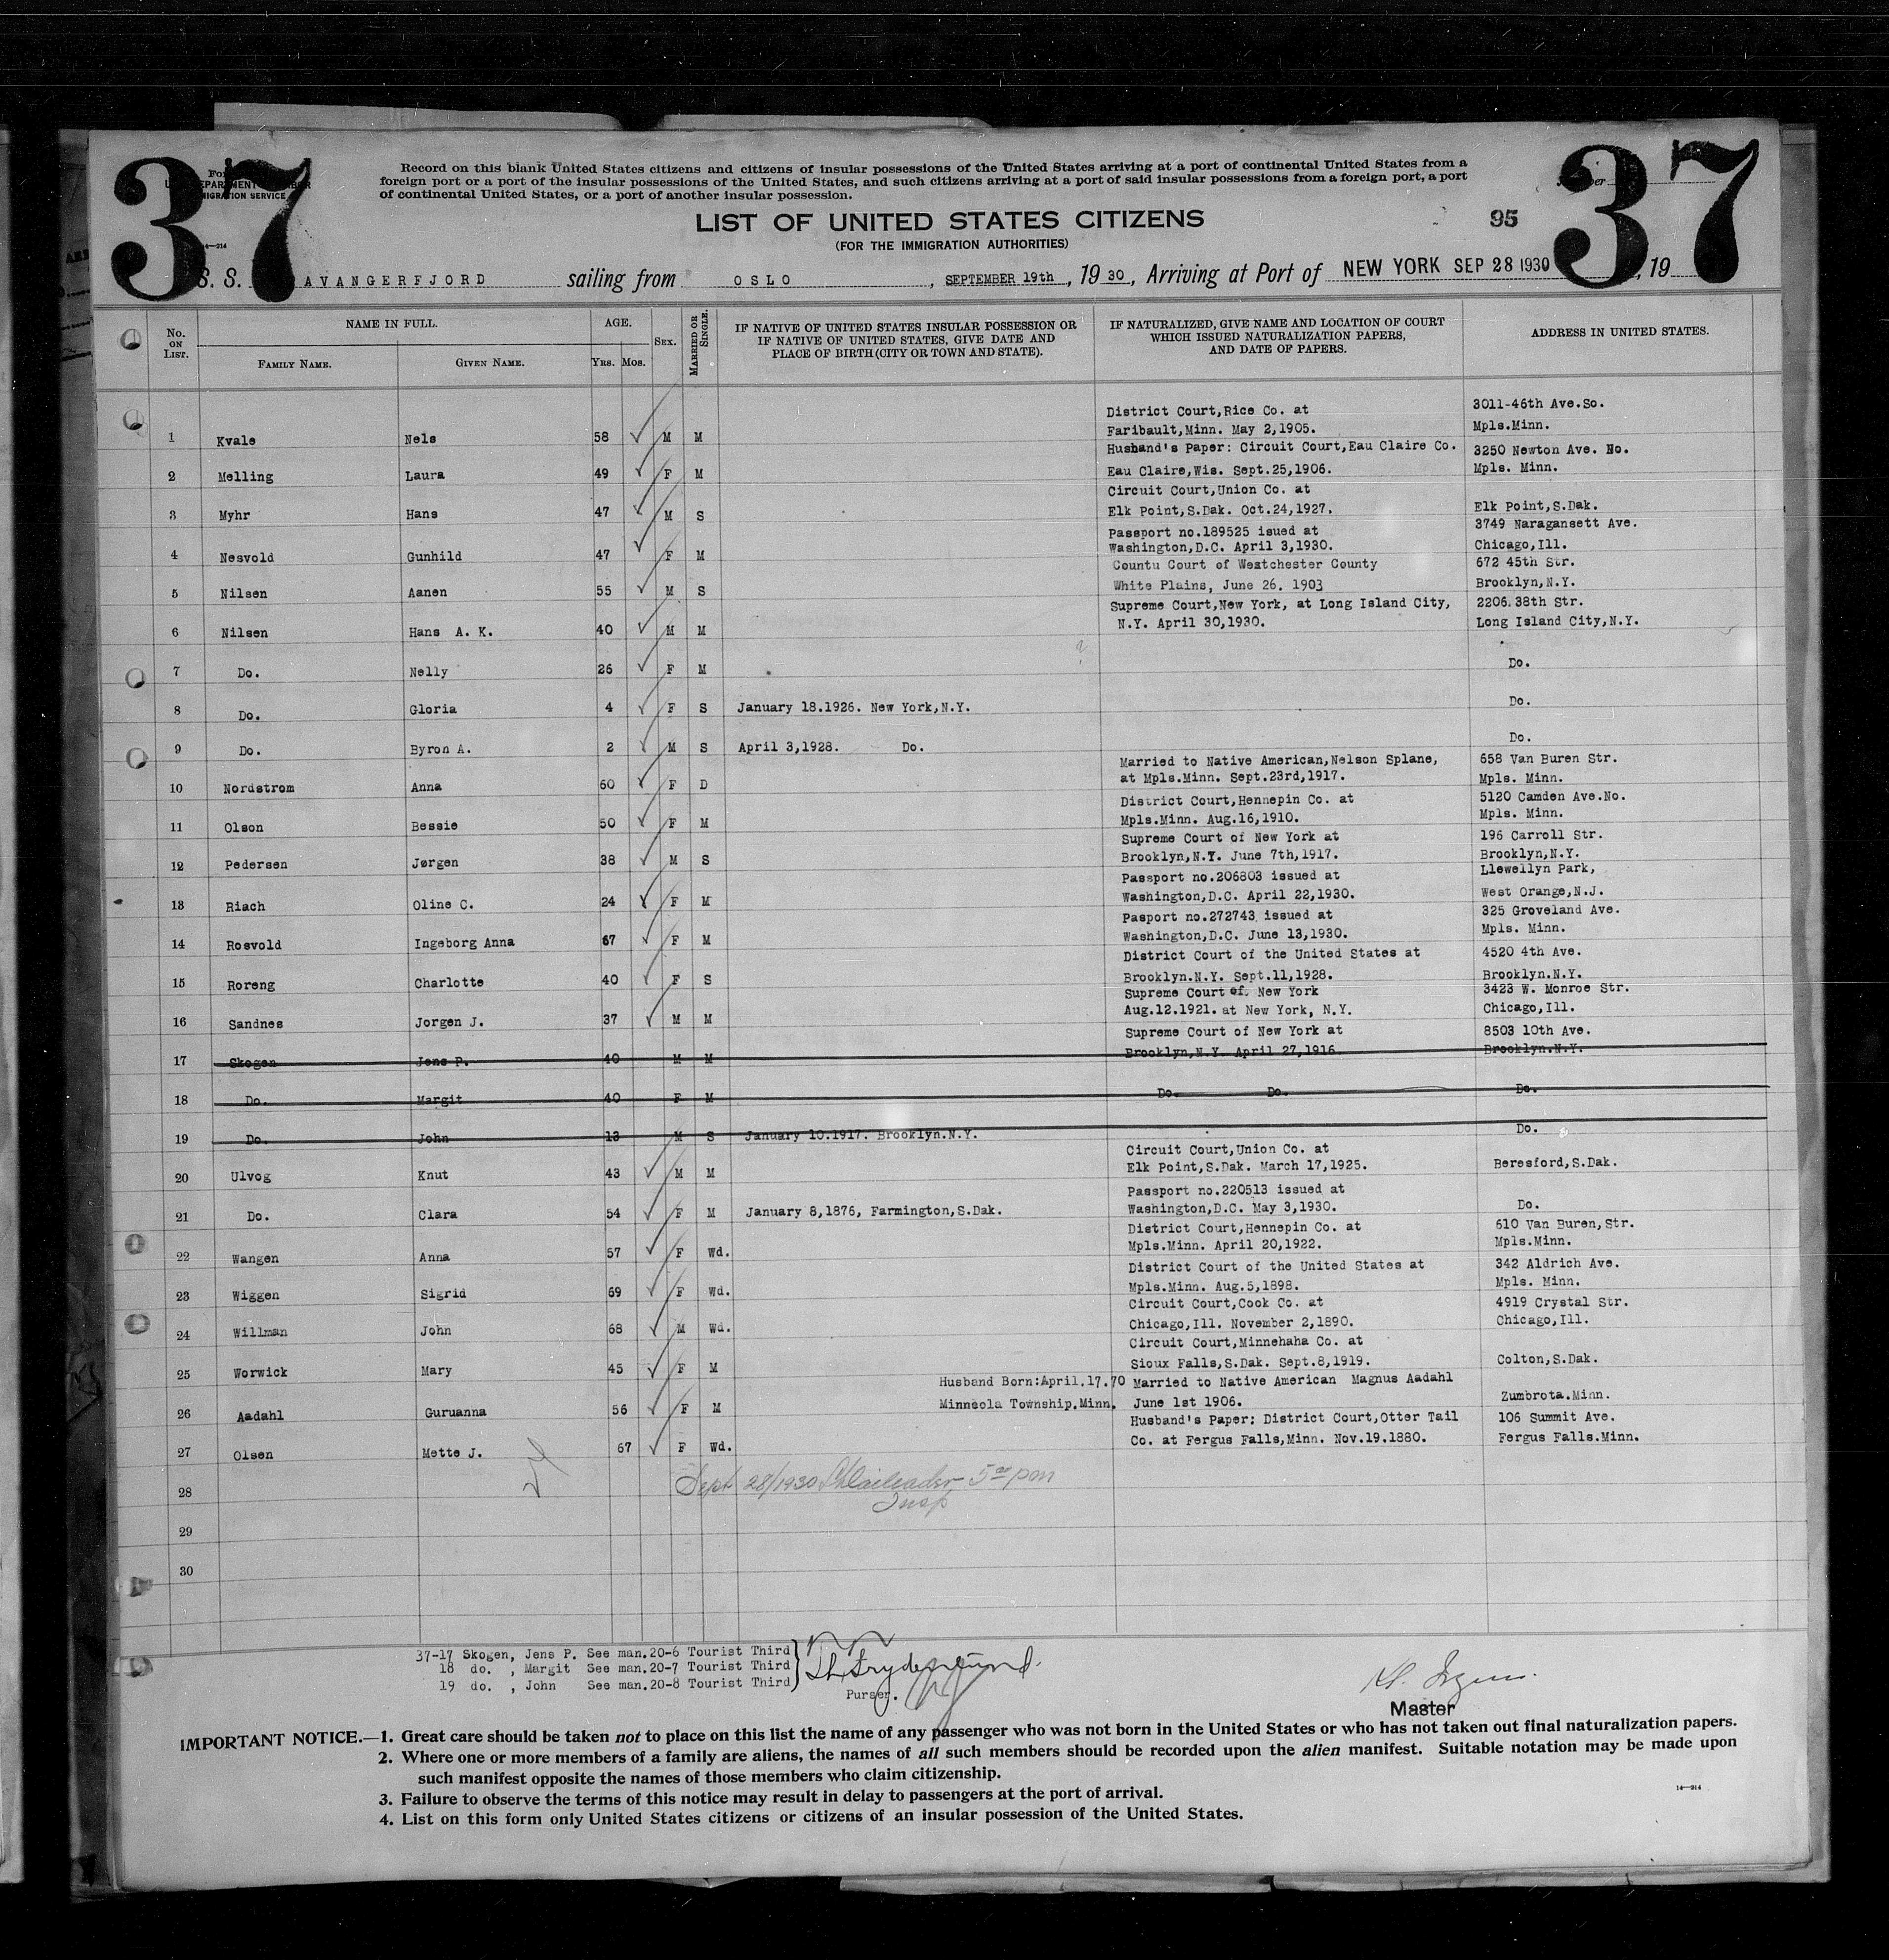 37
37
Record on this blank United States citizens and citizens of insular possessions of the United States arriving at a port of continental United States from a
foreign port or a port of the insular possessions of the United States, and such citizens arriving at a port of said insular possessions from a foreign port, a port
of continental United States, or a port of another insular possession.
LIST OF UNITED STATES CITIZENS 95
(FOR THE IMMIGRATION AUTHORITIES)
S. S. AVANGERFJORD sailing from OSLO, SEPTEMBER 19th, 1930, Arriving at Port of NEW YORK SEP 28 1930, 19
No. ON LIST. NAME IN FULL. FAMILY NAME. GIVEN NAME. AGE. YRS. MOS. SEX. MARRIED OR SINGLE. IF NATIVE OF UNITED STATES INSULAR POSSESSION OR IF NATIVE OF UNITED STATES, GIVE DATE AND PLACE OF BIRTH (CITY OR TOWN AND STATE). IF NATURALIZED, GIVE NAME AND LOCATION OF COURT WHICH ISSUED NATURALIZATION PAPERS, AND DATE OF PAPERS. ADDRESS IN UNITED STATES.
District Court,Rice Co. at 3011-46th Ave.So.
1 Kvale Nels 58 M M Faribault,Minn. May 2,1905. Mpls.Minn.
Husband's Paper: Circuit Court,Eau Claire Co. 3250 Newton Ave. No.
2 Melling Laura 49 F M Eau Claire,Wis. Sept.25,1906. Mpls. Minn.
Circuit Court,Union Co. at
3 Myhr Hans 47 M S Elk Point,S.Dak. Oct.24,1927. Elk Point,S.Dak.
Passport no.189525 isued at 3749 Naragansett Ave.
4 Nesvold Gunhild 47 F M Washington,D.C. April 3,1930. Chicago,Ill.
Countu Court of Westchester County 672 45th Str.
5 Nilsen Aanen 55 M S White Plains, June 26. 1903 Brooklyn,N.Y.
Supreme Court,New York, at Long Island City, 2206.38th Str.
6 Nilsen Hans A. K. 40 M M N.Y. April 30,1930. Long Island City,N.Y.
7 Do. Nelly 26 F M Do.
8 Do. Gloria 4 F S January 18.1926. New York,N.Y. Do.
9 Do. Byron A. 2 M S April 3,1928. Do. Do.
Married to Native American,Nelson Splane, 658 Van Buren Str.
10 Nordstrom Anna 60 F D at Mpls.Minn. Sept.23rd,1917. Mpls. Minn.
District Court,Hennepin Co. at 5120 Camden Ave.No.
11 Olson Bessie 50 F M Mpls.Minn. Aug.16,1910. Mpls. Minn.
Supreme Court of New York at 196 Carroll Str.
12 Pedersen Jørgen 38 M S Brooklyn,N.Y. June 7th,1917. Brooklyn,N.Y.
Passport no.206803 issued at Llewellyn Park,
13 Riach Oline C. 24 F M Washington,D.C. April 22,1930. West Orange,N.J.
Pasport no.272743 issued at 325 Groveland Ave.
14 Rosvold Ingeborg Anna 67 F M Washington,D.C. June 13,1930. Mpls. Minn.
District Court of the United States at 4520 4th Ave.
15 Roreng Charlotte 40 F S Brooklyn.N.Y. Sept.11,1928. Brooklyn.N.Y.
Supreme Court of New York 3423 W. Monroe Str.
16 Sandnes Jorgen J. 37 M M Aug.12.1921. at New York, N.Y. Chicago,Ill.
Supreme Court of New York at 8503 10th Ave.
17 Skogen Jens P. 40 M M Brooklyn,N.Y. April 27,1916. Brooklyn.N.Y.
18 Do. Margit 40 F M Do. Do. Do.
19 Do. John 13 M S January 10.1917. Brooklyn.N.Y. Do.
Circuit Court,Union Co. at
20 Ulvog Knut 43 M M Elk Point,S.Dak. March 17,1925. Beresford,S.Dak.
Passport no.220513 issued at
21 Do. Clara 54 F M January 8,1876, Farmington,S.Dak. Washington,D.C. May 3,1930. Do.
District Court,Hennepin Co. at 610 Van Buren,Str.
22 Wangen Anna 57 F Wd. Mpls.Minn. April 20,1922. Mpls.Minn.
District Court of the United States at 342 Aldrich Ave.
23 Wiggen Sigrid 69 F Wd. Mpls.Minn. Aug.5,1898. Mpls. Minn.
Circuit Court,Cook Co. at 4919 Crystal Str.
24 Willman John 68 M Wd. Chicago,Ill. November 2,1890. Chicago,Ill.
Circuit Court,Minnehaha Co. at
25 Worwick Mary 45 F M Sioux Falls,S.Dak. Sept.8,1919. Colton,S.Dak.
Husband Born:April.17.70 Married to Native American Magnus Aadahl
26 Aadahl Guruanna 56 F M Minneola Township.Minn. June 1st 1906. Zumbrota.Minn.
Husband's Paper: District Court,Otter Tail 106 Summit Ave.
27 Olsen Mette J. 67 F Wd. Co. at Fergus Falls,Minn. Nov.19.1880. Fergus Falls.Minn.
28 Sept 28/1930 5 00 pm
Insp
29
30
37-17 Skogen, Jens P. See man.20-6 Tourist Third
18 do. , Margit See man.20-7 Tourist Third
19 do. , John See man.20-8 Tourist Third
Purser.
Master
IMPORTANT NOTICE.—1. Great care should be taken not to place on this list the name of any passenger who was not born in the United States or who has not taken out final naturalization papers.
2. Where one or more members of a family are aliens, the names of all such members should be recorded upon the alien manifest. Suitable notation may be made upon
such manifest opposite the names of those members who claim citizenship.
3. Failure to observe the terms of this notice may result in delay to passengers at the port of arrival.
4. List on this form only United States citizens or citizens of an insular possession of the United States.
14—214